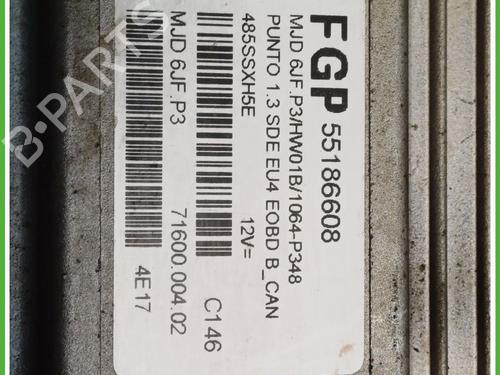 FGP 55186608
MJD 6JF.P3/HW01B/1064-P348
PUNTO 1.3 SDE EU4 EOBD B_CAN
485SSXH5E 12V=
C146
MJD 6JF.P3 71600.004.02
4E17